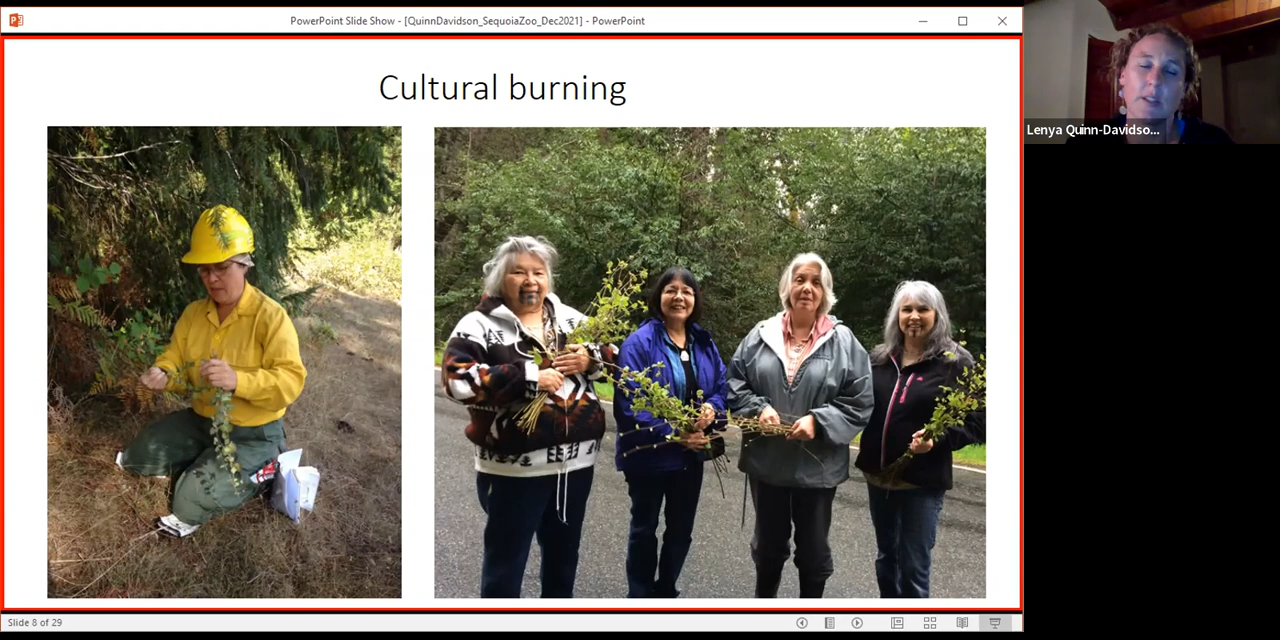 PowerPoint Slide Show - [QuinnDavidson_SequoiaZoo_Dec2021] - PowerPoint
Cultural burning
Lenya Quinn-Davidso...
Slide 8 of 29